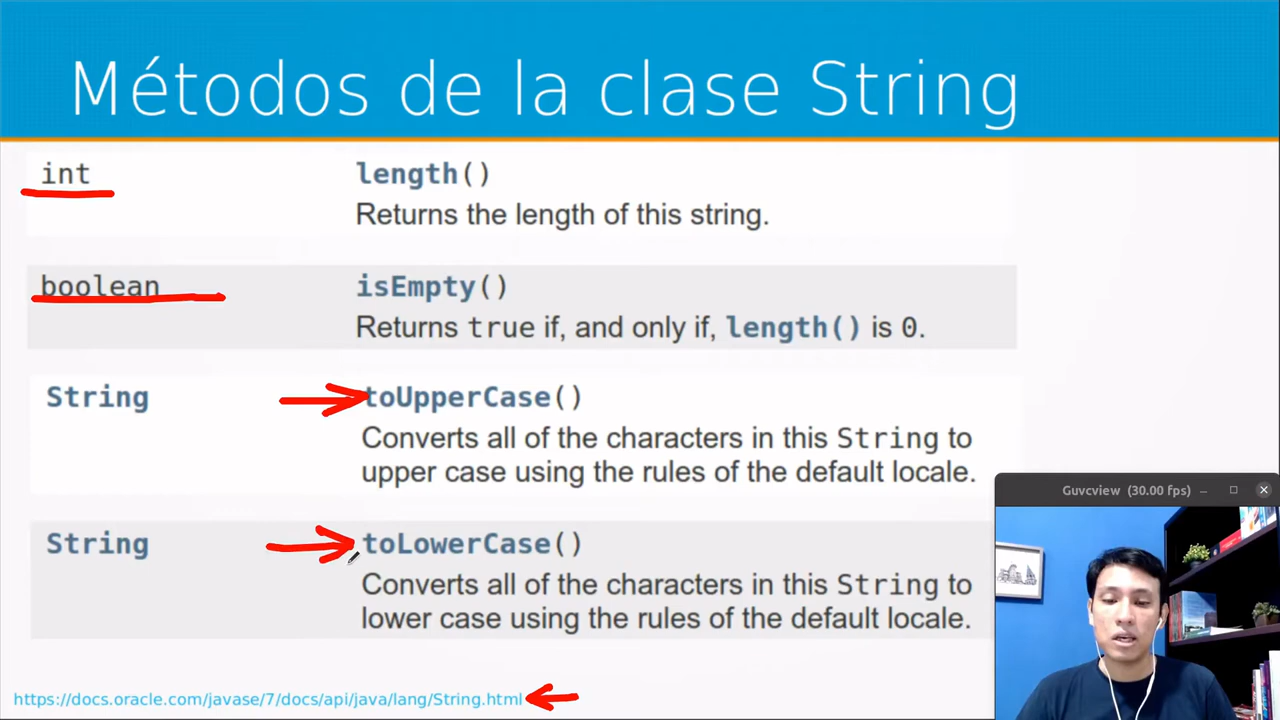 Métodos de la clase String
int length()
Returns the length of this string.
boolean isEmpty()
Returns true if, and only if, length() is 0.
String toUpperCase()
Converts all of the characters in this String to
upper case using the rules of the default locale.
String toLowerCase()
Converts all of the characters in this String to
lower case using the rules of the default locale.
Guvcview (30.00 fps)
https://docs.oracle.com/javase/7/docs/api/java/lang/String.html